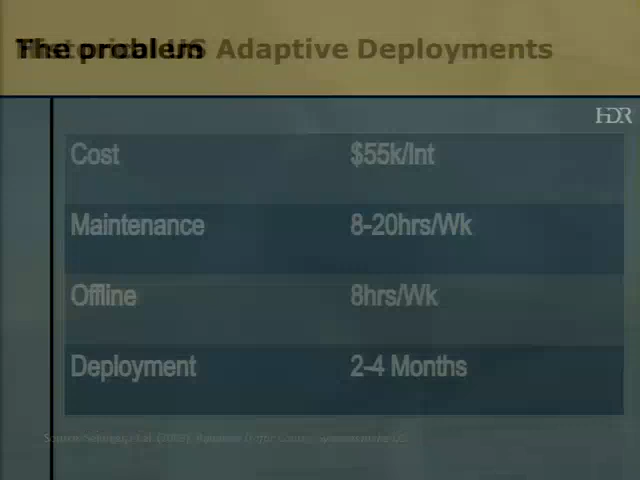 The problem
US Adaptive Deployments
HDR
Cost $55k/Int
Maintenance 8-20hrs/Wk
Offline 8hrs/Wk
Deployment 2-4 Months